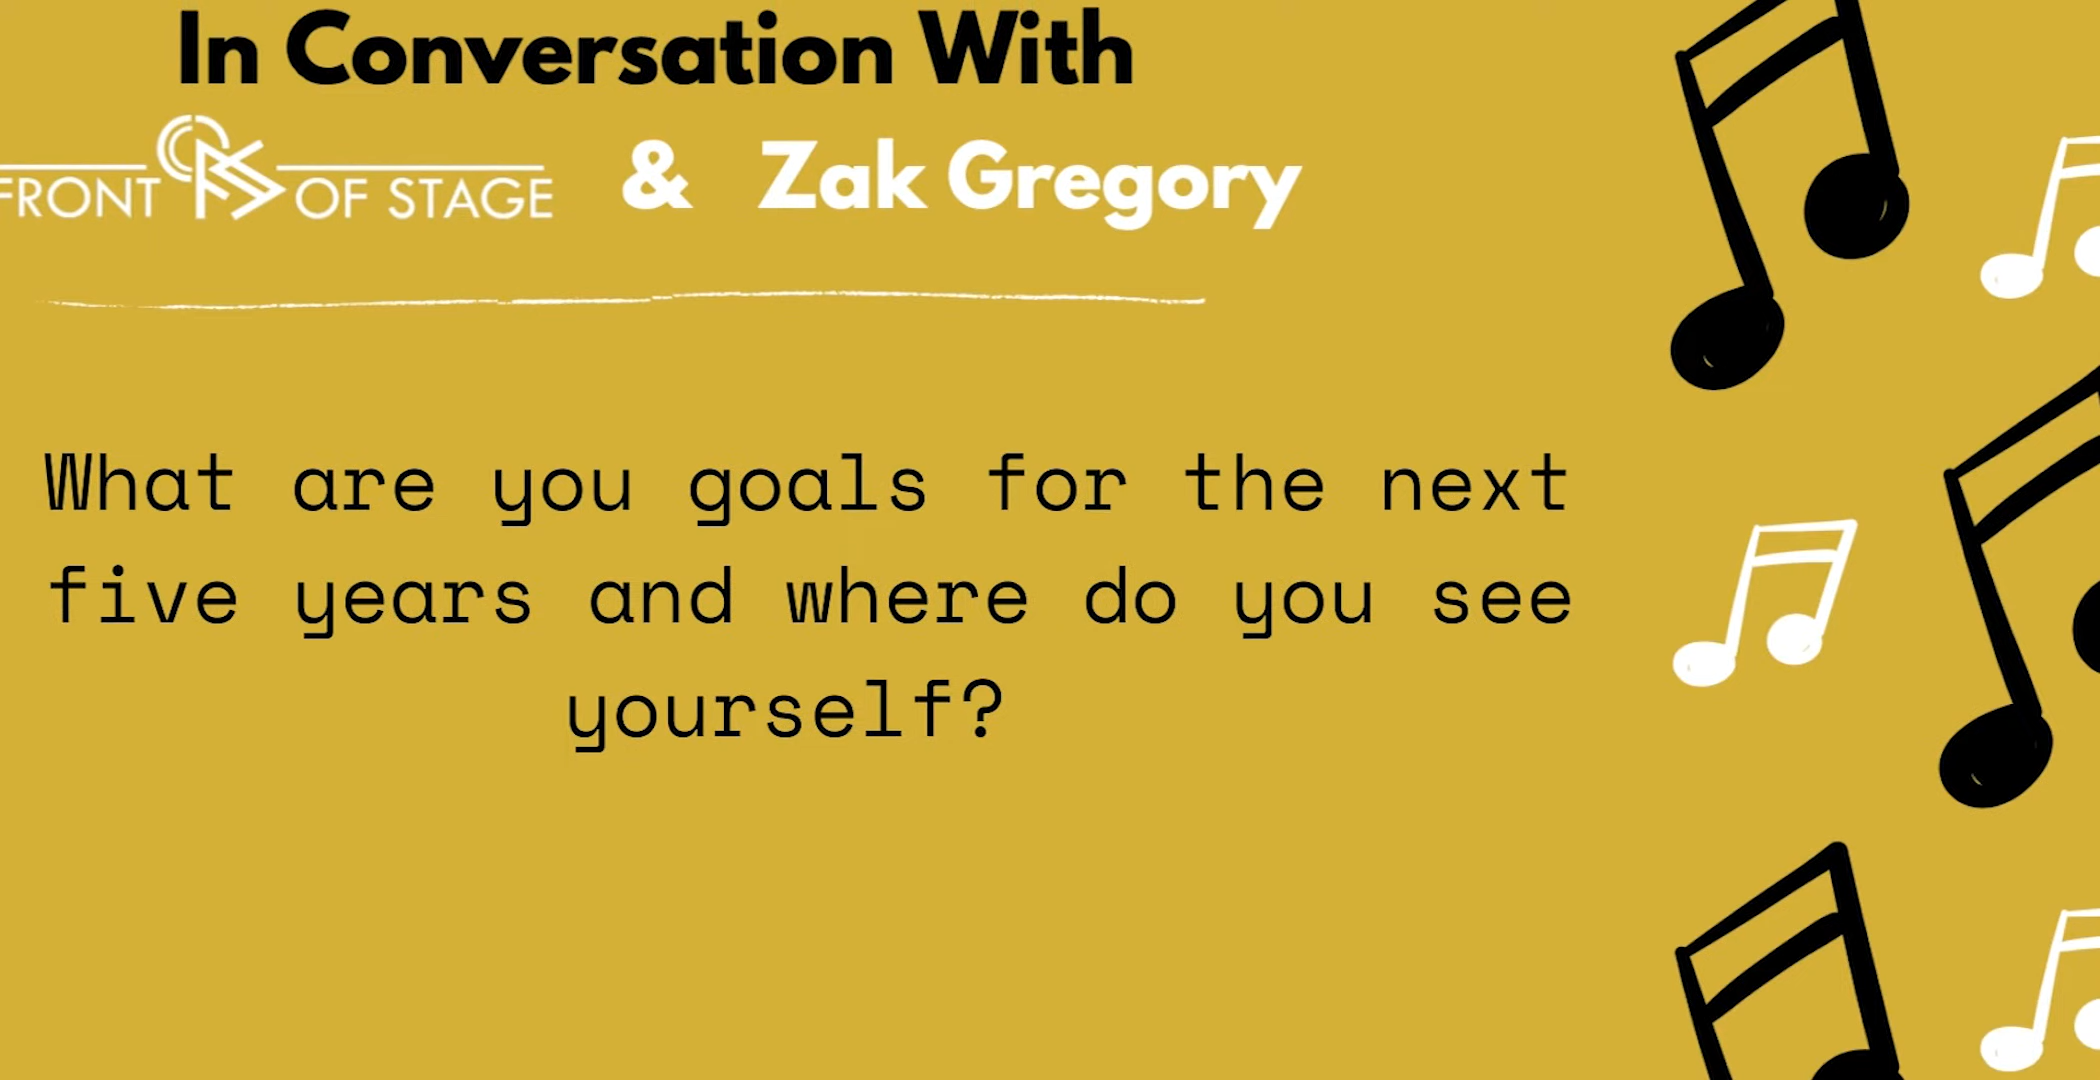 In Conversation With
FRONT OF STAGE & Zak Gregory
What are you goals for the next
five years and where do you see
yourself?